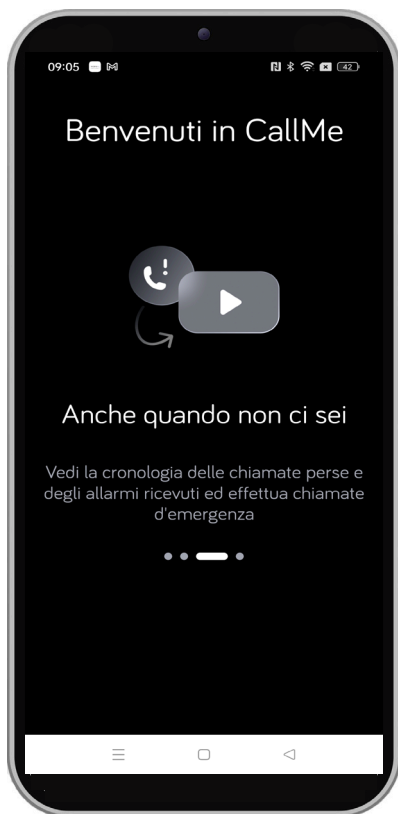 09:05
42
Benvenuti in CallMe
Anche quando non ci sei
Vedi la cronologia delle chiamate perse e
degli allarmi ricevuti ed effettua chiamate
d'emergenza